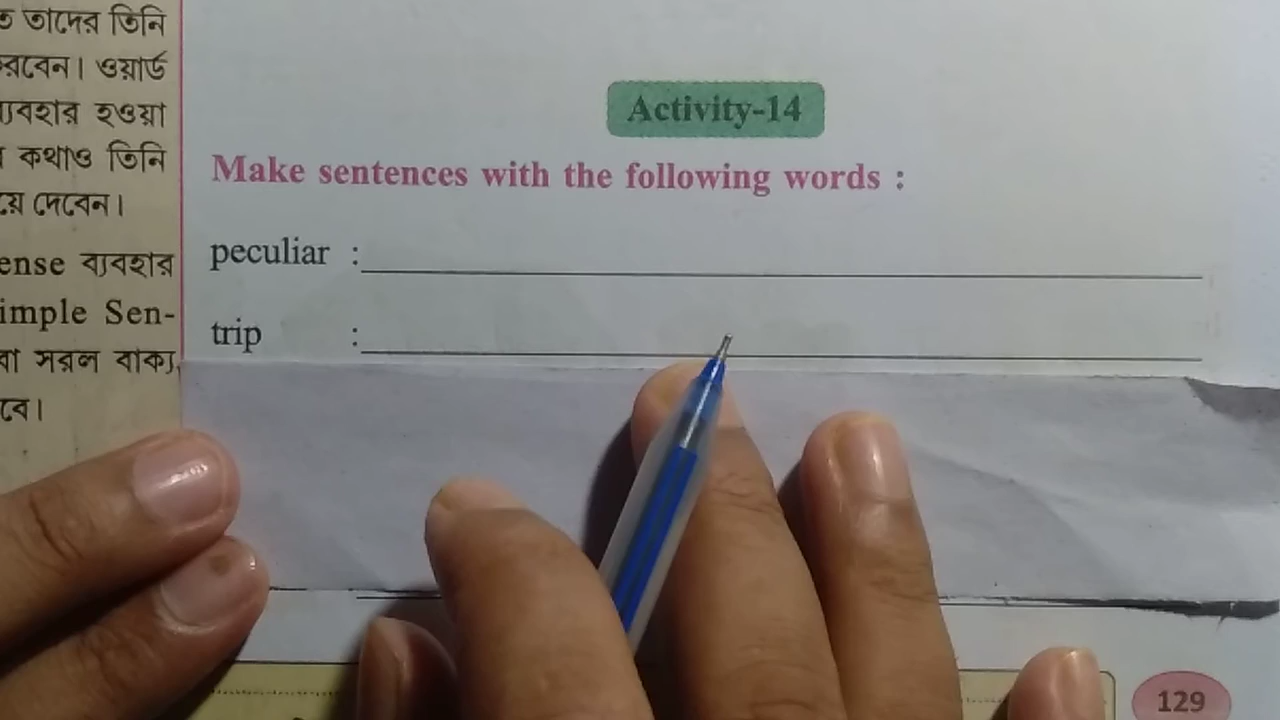 তাদের তিনি
করবেন। ওয়ার্ড
ব্যবহার হওয়া
কথাও তিনি
দেবেন।
ense ব্যবহার
imple Sen-
বা সরল বাক্য
Activity-14
Make sentences with the following words :
peculiar :
trip :
129